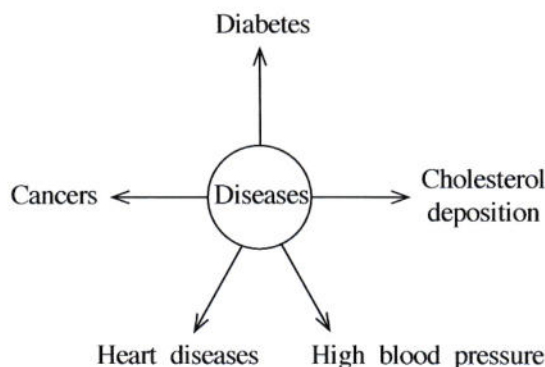 Diabetes
Cancers
Diseases
Cholesterol
deposition
Heart diseases
High blood pressure